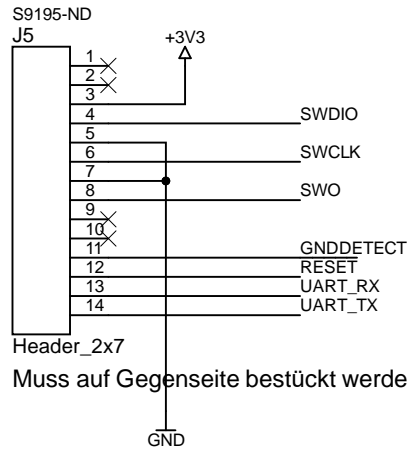 S9195-ND
J5
+3V3
1
2
3
4 SWDIO
5
6 SWCLK
7
8 SWO
9
10
11 GNDDETECT
12 RESET
13 UART_RX
14 UART_TX
Header_2x7
Muss auf Gegenseite bestückt werde
GND